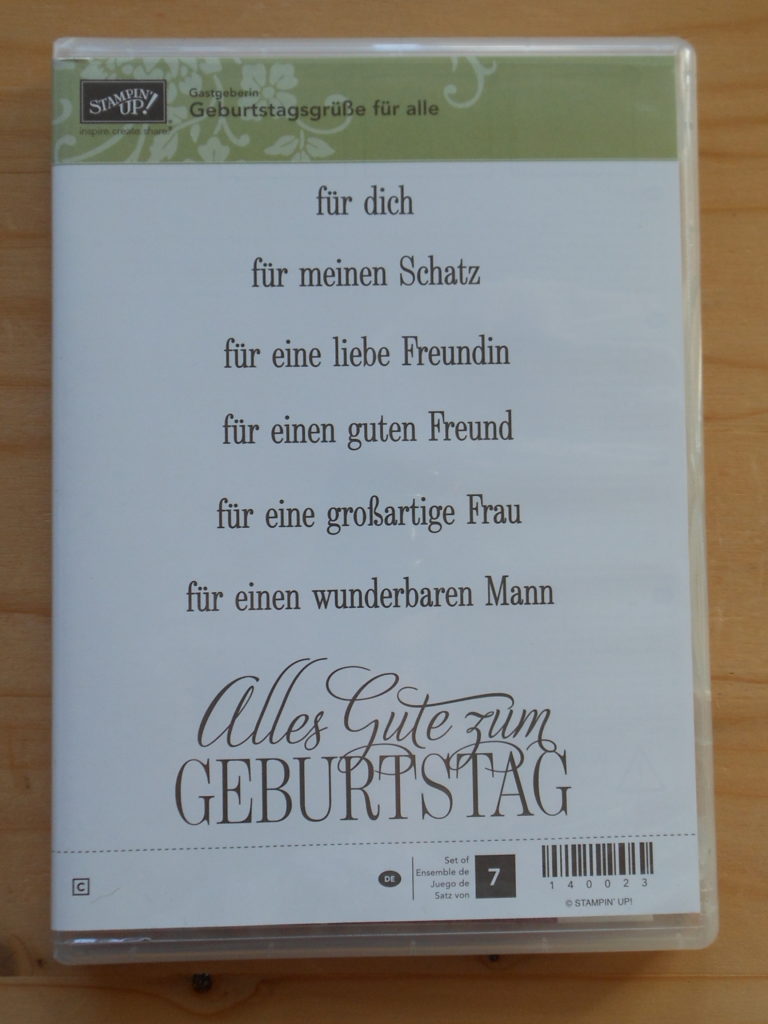 STAMPIN' UP!
inspire.create.share®
Gastgeberin
Geburtstagsgrüße für alle
für dich
für meinen Schatz
für eine liebe Freundin
für einen guten Freund
für eine großartige Frau
für einen wunderbaren Mann
Alles Gute zum
GEBURTSTAG
C
DE
Set of
Ensemble de
Juego de
Satz von
7
140023
© STAMPIN' UP!